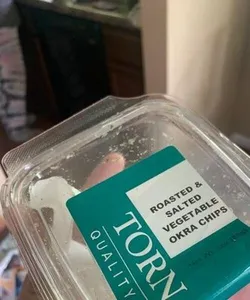 ROASTED &
SALTED
VEGETABLE
OKRA CHIPS
TORN
QUALITY